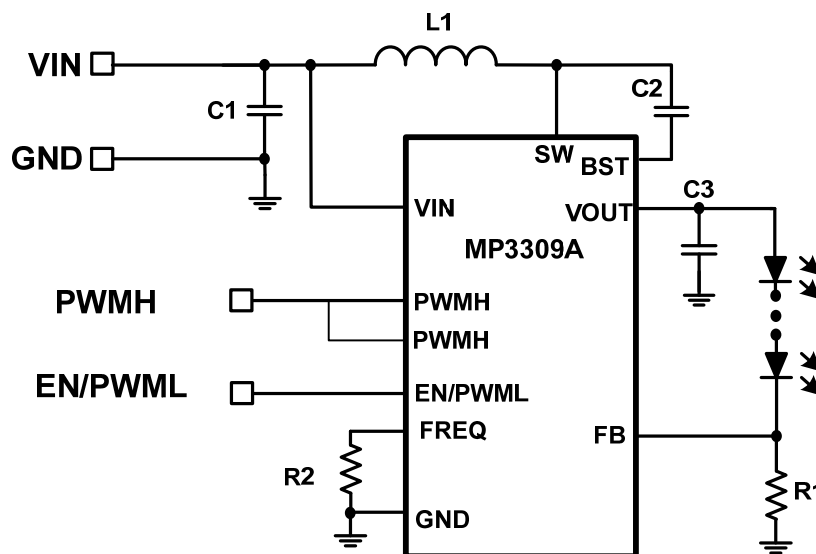 L1
VIN
C1
C2
GND
SW
BST
C3
VIN
VOUT
MP3309A
PWMH
PWMH
PWMH
EN/PWML
EN/PWML
FREQ
FB
R2
R1
GND